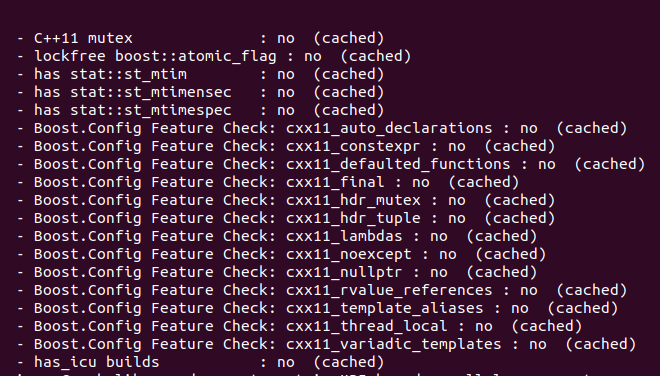 - C++11 mutex              : no  (cached)
- lockfree boost::atomic_flag : no  (cached)
- has stat::st_mtim        : no  (cached)
- has stat::st_mtimensec   : no  (cached)
- has stat::st_mtimespec   : no  (cached)
- Boost.Config Feature Check: cxx11_auto_declarations : no  (cached)
- Boost.Config Feature Check: cxx11_constexpr : no  (cached)
- Boost.Config Feature Check: cxx11_defaulted_functions : no  (cached)
- Boost.Config Feature Check: cxx11_final : no  (cached)
- Boost.Config Feature Check: cxx11_hdr_mutex : no  (cached)
- Boost.Config Feature Check: cxx11_hdr_tuple : no  (cached)
- Boost.Config Feature Check: cxx11_lambdas : no  (cached)
- Boost.Config Feature Check: cxx11_noexcept : no  (cached)
- Boost.Config Feature Check: cxx11_nullptr : no  (cached)
- Boost.Config Feature Check: cxx11_rvalue_references : no  (cached)
- Boost.Config Feature Check: cxx11_template_aliases : no  (cached)
- Boost.Config Feature Check: cxx11_thread_local : no  (cached)
- Boost.Config Feature Check: cxx11_variadic_templates : no  (cached)
- has_icu builds           : no  (cached)